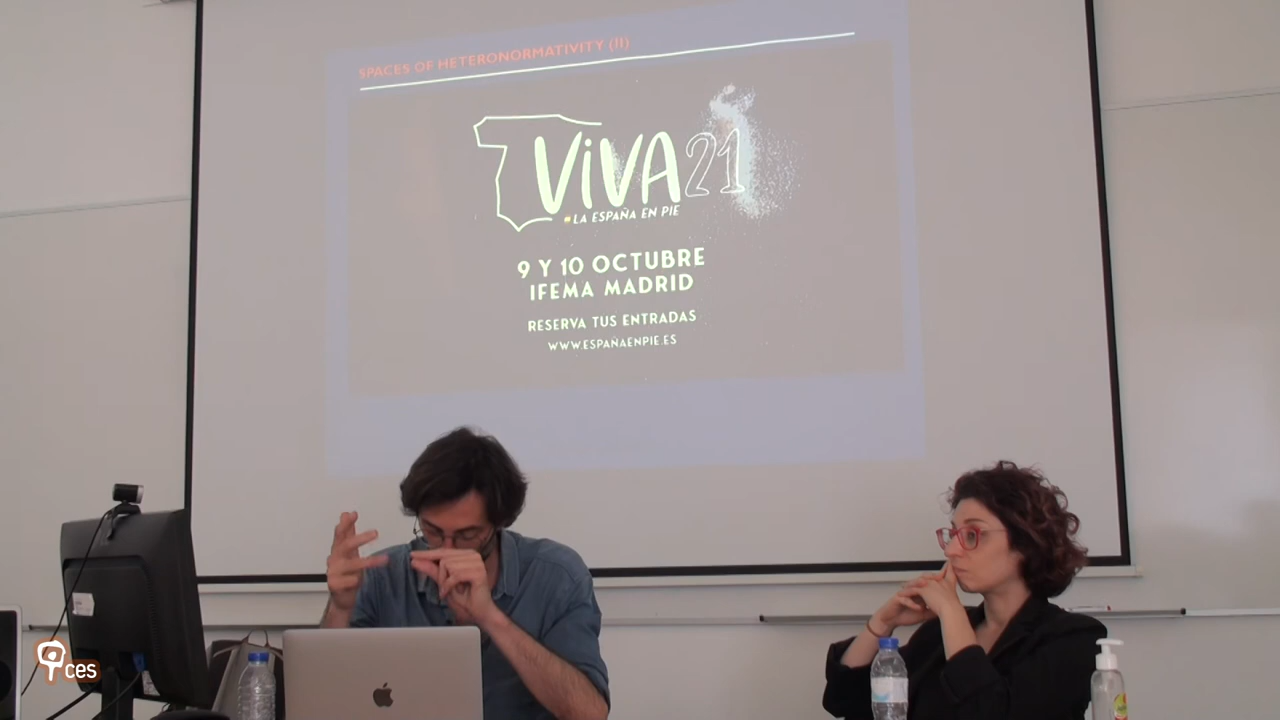 SPACES OF HETERONORMATIVITY (II)
ViVA21
#LA ESPAÑA EN PIE
9 Y 10 OCTUBRE
IFEMA MADRID
RESERVA TUS ENTRADAS
WWW.ESPAÑAENPIE.ES
ces